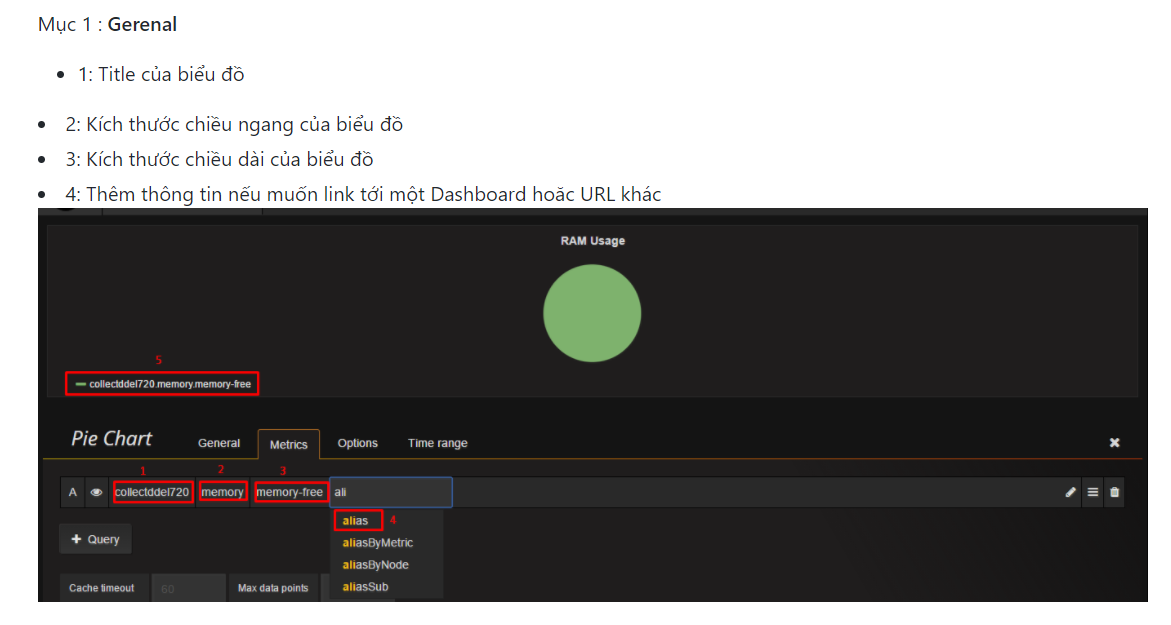 Mục 1 : Gerenal
1: Title của biểu đồ
2: Kích thước chiều ngang của biểu đồ
3: Kích thước chiều dài của biểu đồ
4: Thêm thông tin nếu muốn link tới một Dashboard hoăc URL khác
RAM Usage
5
collectddel720.memory.memory-free
Pie Chart General Metrics Options Time range
1 2 3
A collectddel720 memory memory-free ali
alias 4
+ Query aliasByMetric
aliasByNode
Cache timeout 60 Max data points aliasSub